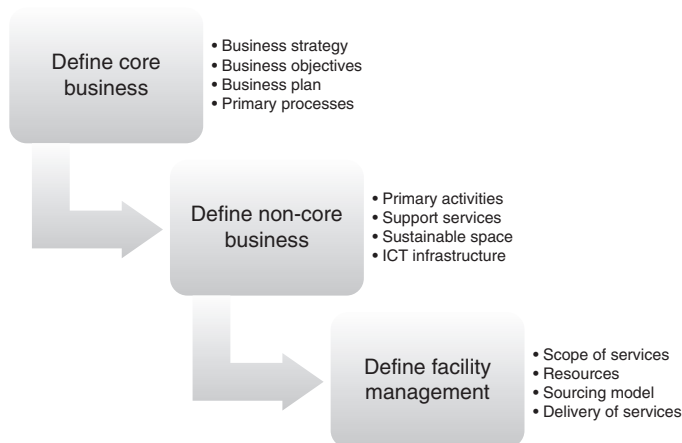 Define core
business
• Business strategy
• Business objectives
• Business plan
• Primary processes
Define non-core
business
• Primary activities
• Support services
• Sustainable space
• ICT infrastructure
Define facility
management
• Scope of services
• Resources
• Sourcing model
• Delivery of services